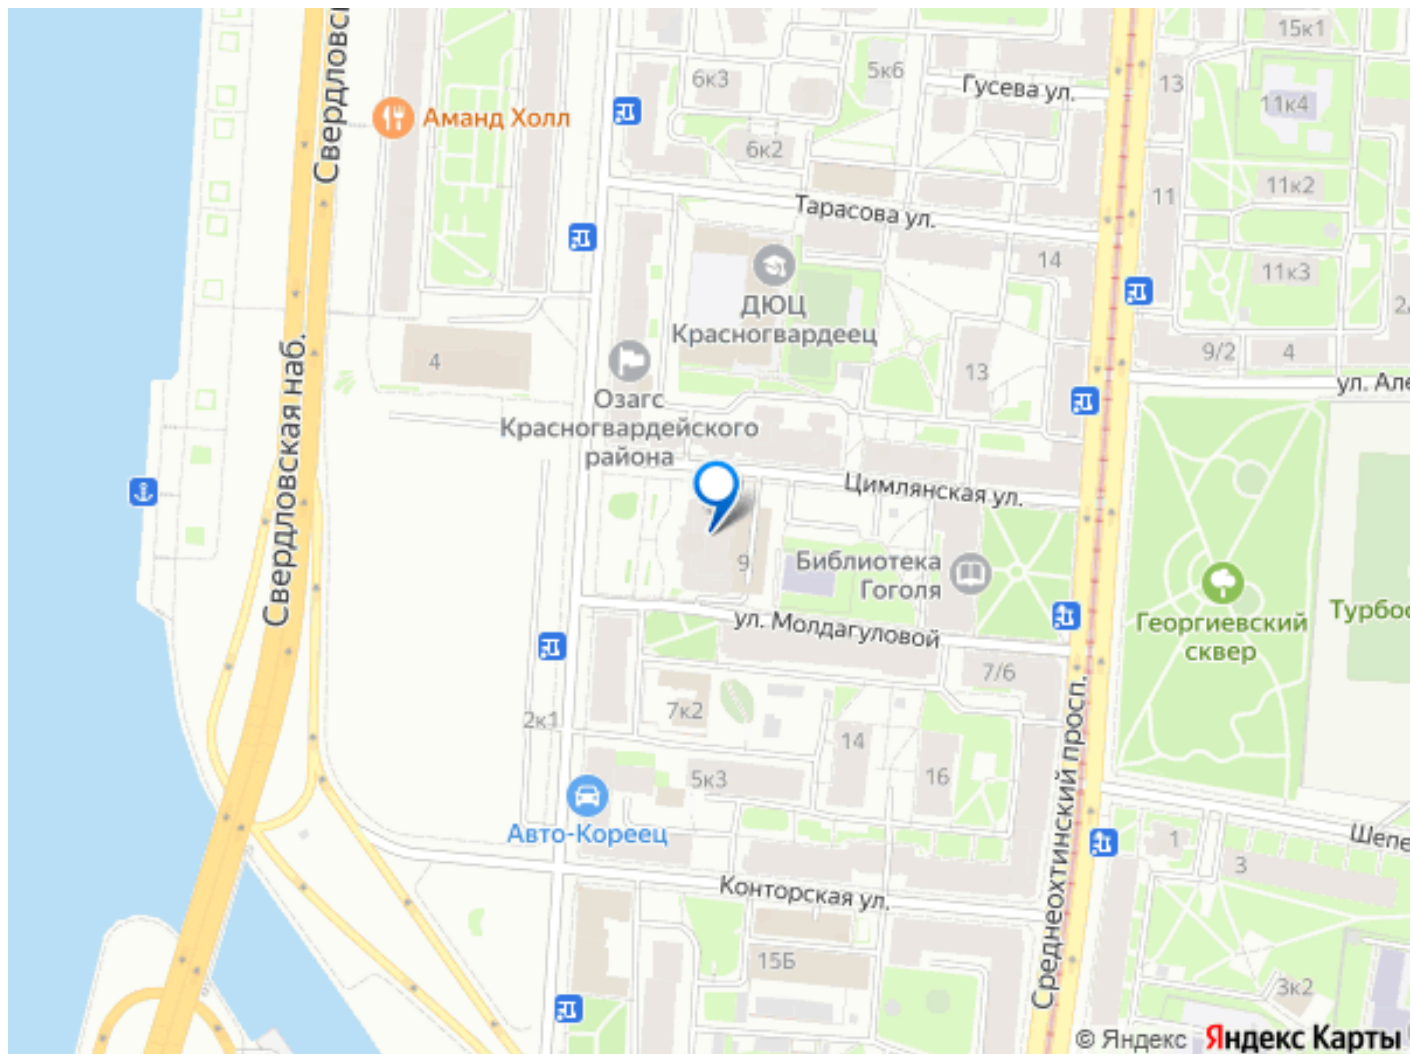 15к1
Свердловс
6к3
5к6
Гусева ул.
13
11к4
Аманд Холл
6к2
11к2
11
Тарасова ул.
14
11к3
ДЮЦ
Красногвардеец
4
9/2
4
13
ул. Але
Озагс
Красногвардейского
района
Свердловская наб.
Цимлянская ул.
9
Библиотека
Гоголя
Георгиевский
сквер
Турбос
ул. Молдагуловой
7/6
7к2
2к1
14
5к3
16
Среднеохтинский просп.
Авто-Кореец
1
Шепе
3
Конторская ул.
15Б
3к2
© Яндекс Яндекс Карты